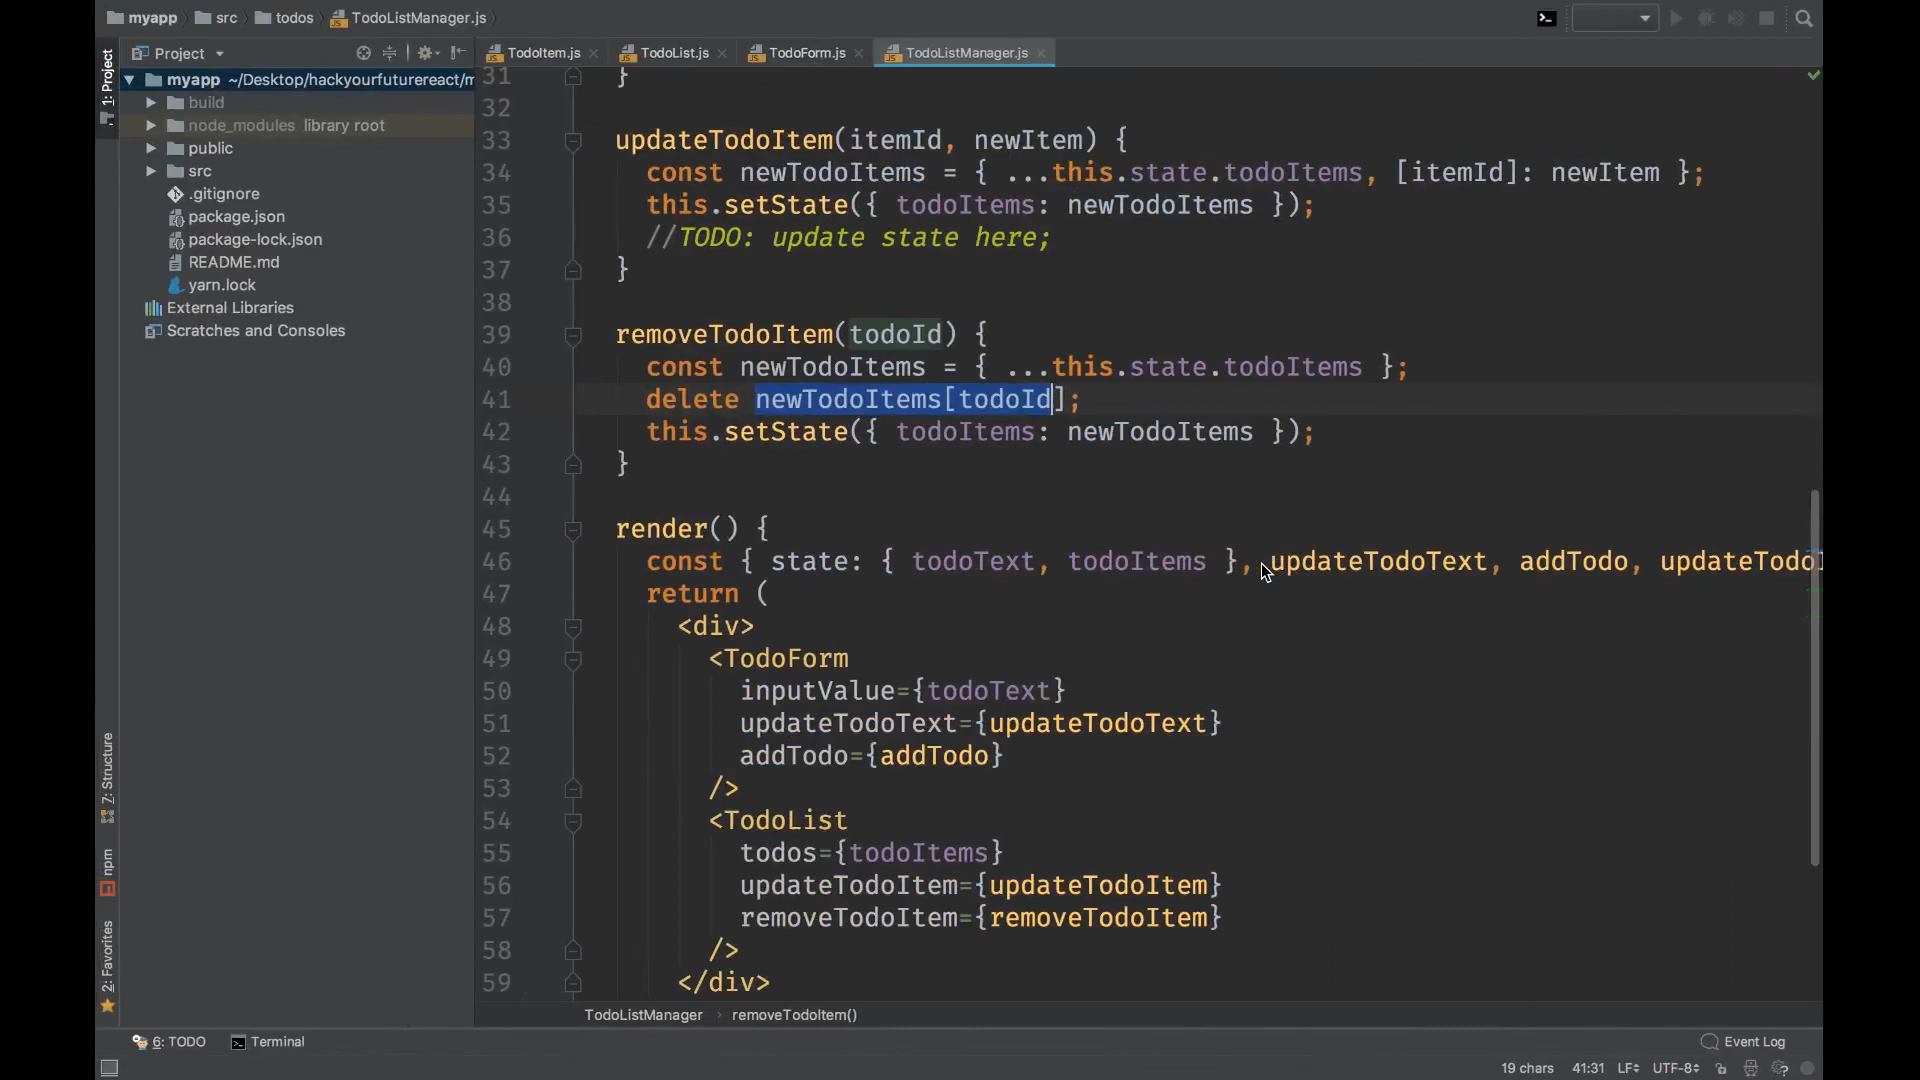 myapp src todos TodoListManager.js
Project
TodoItem.js TodoList.js TodoForm.js TodoListManager.js
1: Project
myapp ~/Desktop/hackyourfuturereact/m
build
node_modules library root
public
src
.gitignore
package.json
package-lock.json
README.md
yarn.lock
External Libraries
Scratches and Consoles
7: Structure
npm
2: Favorites
31 }
32
33 updateTodoItem(itemId, newItem) {
34 const newTodoItems = { ...this.state.todoItems, [itemId]: newItem };
35 this.setState({ todoItems: newTodoItems });
36 //TODO: update state here;
37 }
38
39 removeTodoItem(todoId) {
40 const newTodoItems = { ...this.state.todoItems };
41 delete newTodoItems[todoId];
42 this.setState({ todoItems: newTodoItems });
43 }
44
45 render() {
46 const { state: { todoText, todoItems }, updateTodoText, addTodo, updateTodoI
47 return (
48 <div>
49 <TodoForm
50 inputValue={todoText}
51 updateTodoText={updateTodoText}
52 addTodo={addTodo}
53 />
54 <TodoList
55 todos={todoItems}
56 updateTodoItem={updateTodoItem}
57 removeTodoItem={removeTodoItem}
58 />
59 </div>
TodoListManager › removeTodoItem()
6: TODO Terminal Event Log
19 chars 41:31 LF UTF-8